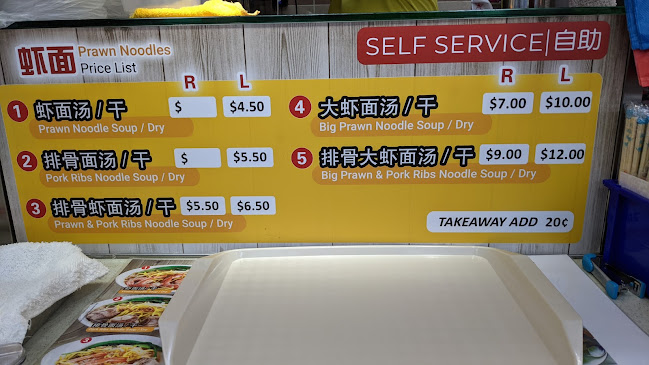 虾面 Prawn Noodles
Price List
SELF SERVICE | 自助
R L
1 虾面汤 / 干 $ $4.50
Prawn Noodle Soup / Dry
2 排骨面汤 / 干 $ $5.50
Pork Ribs Noodle Soup / Dry
3 排骨虾面汤 / 干 $5.50 $6.50
Prawn & Pork Ribs Noodle Soup / Dry
R L
4 大虾面汤 / 干 $7.00 $10.00
Big Prawn Noodle Soup / Dry
5 排骨大虾面汤 / 干 $9.00 $12.00
Big Prawn & Pork Ribs Noodle Soup / Dry
TAKEAWAY ADD 20¢